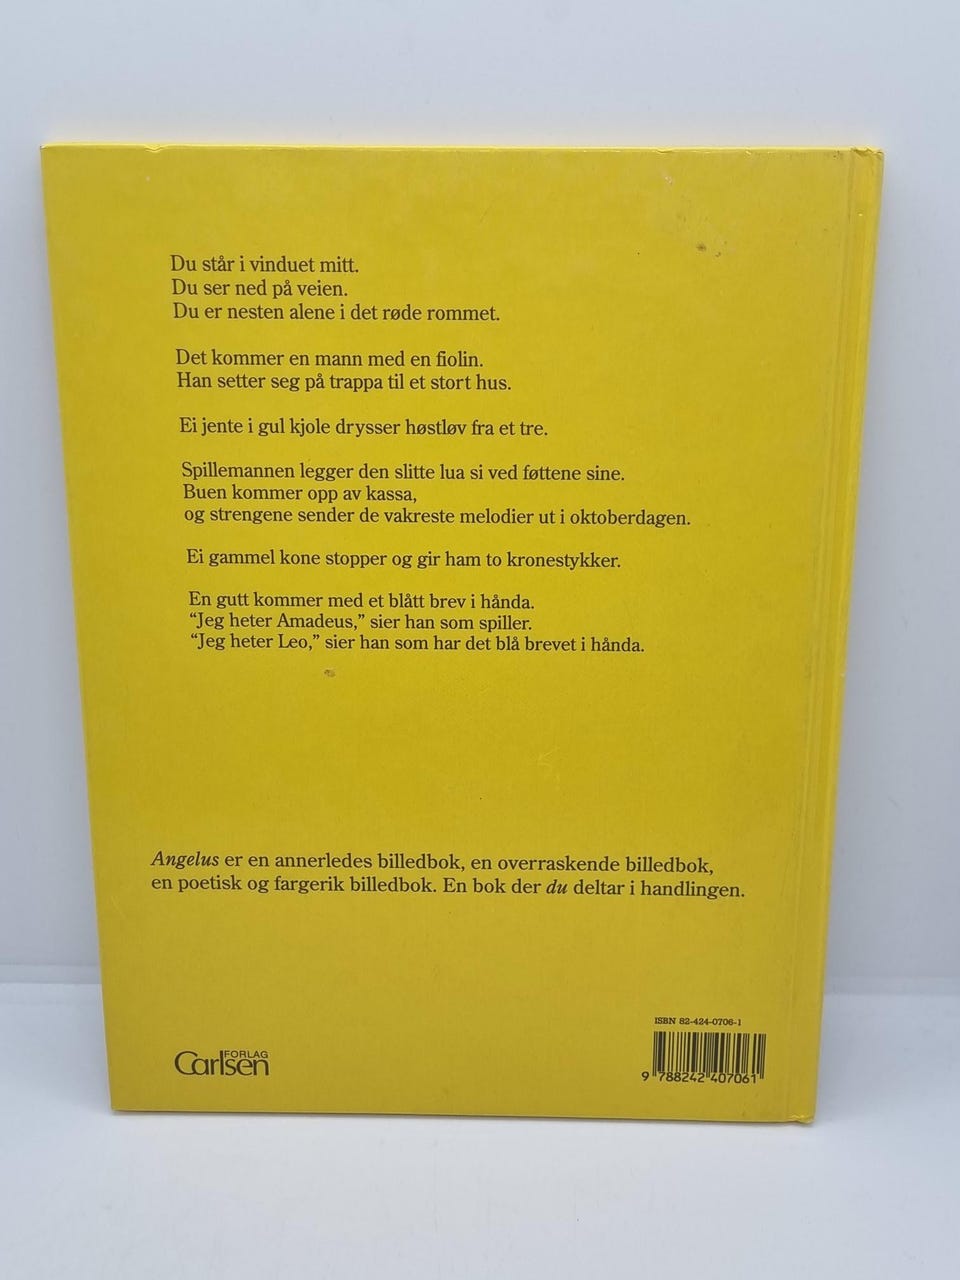 Du står i vinduet mitt.
Du ser ned på veien.
Du er nesten alene i det røde rommet.
Det kommer en mann med en fiolin.
Han setter seg på trappa til et stort hus.
Ei jente i gul kjole drysser høstløv fra et tre.
Spillemannen legger den slitte lua si ved føttene sine.
Buen kommer opp av kassa,
og strengene sender de vakreste melodier ut i oktoberdagen.
Ei gammel kone stopper og gir ham to kronestykker.
En gutt kommer med et blått brev i hånda.
“Jeg heter Amadeus,” sier han som spiller.
“Jeg heter Leo,” sier han som har det blå brevet i hånda.
Angelus er en annerledes billedbok, en overraskende billedbok,
en poetisk og fargerik billedbok. En bok der du deltar i handlingen.
ISBN 82-424-0706-1
9 788242 407061
FORLAG
Carlsen